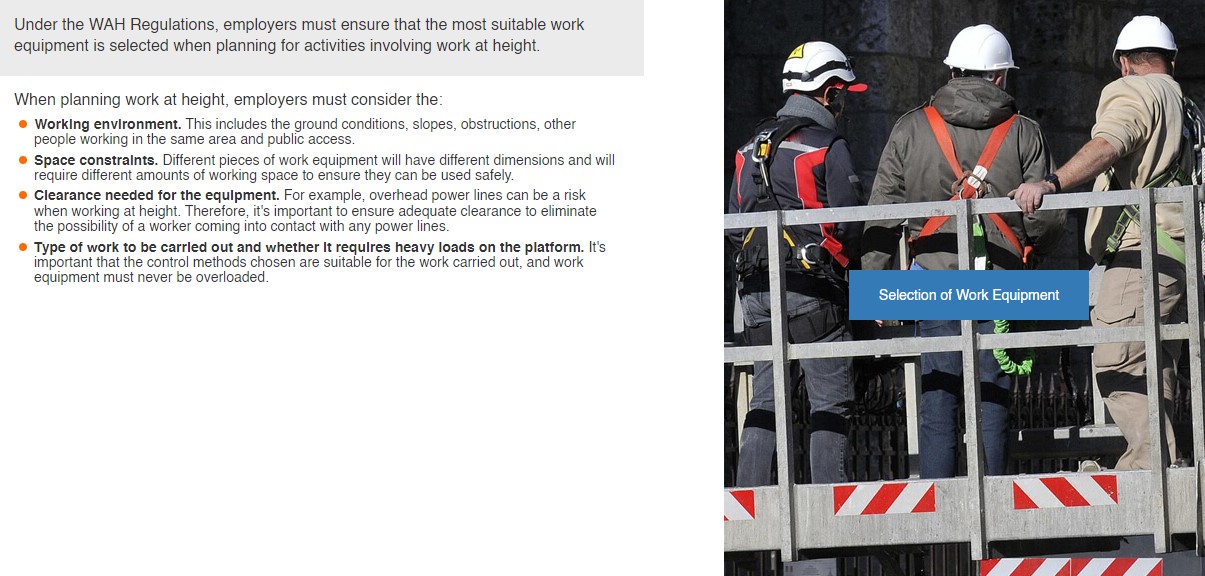 Under the WAH Regulations, employers must ensure that the most suitable work
equipment is selected when planning for activities involving work at height.
When planning work at height, employers must consider the:
Working environment. This includes the ground conditions, slopes, obstructions, other
people working in the same area and public access.
Space constraints. Different pieces of work equipment will have different dimensions and will
require different amounts of working space to ensure they can be used safely.
Clearance needed for the equipment. For example, overhead power lines can be a risk
when working at height. Therefore, it's important to ensure adequate clearance to eliminate
the possibility of a worker coming into contact with any power lines.
Type of work to be carried out and whether it requires heavy loads on the platform. It's
important that the control methods chosen are suitable for the work carried out, and work
equipment must never be overloaded.
Selection of Work Equipment